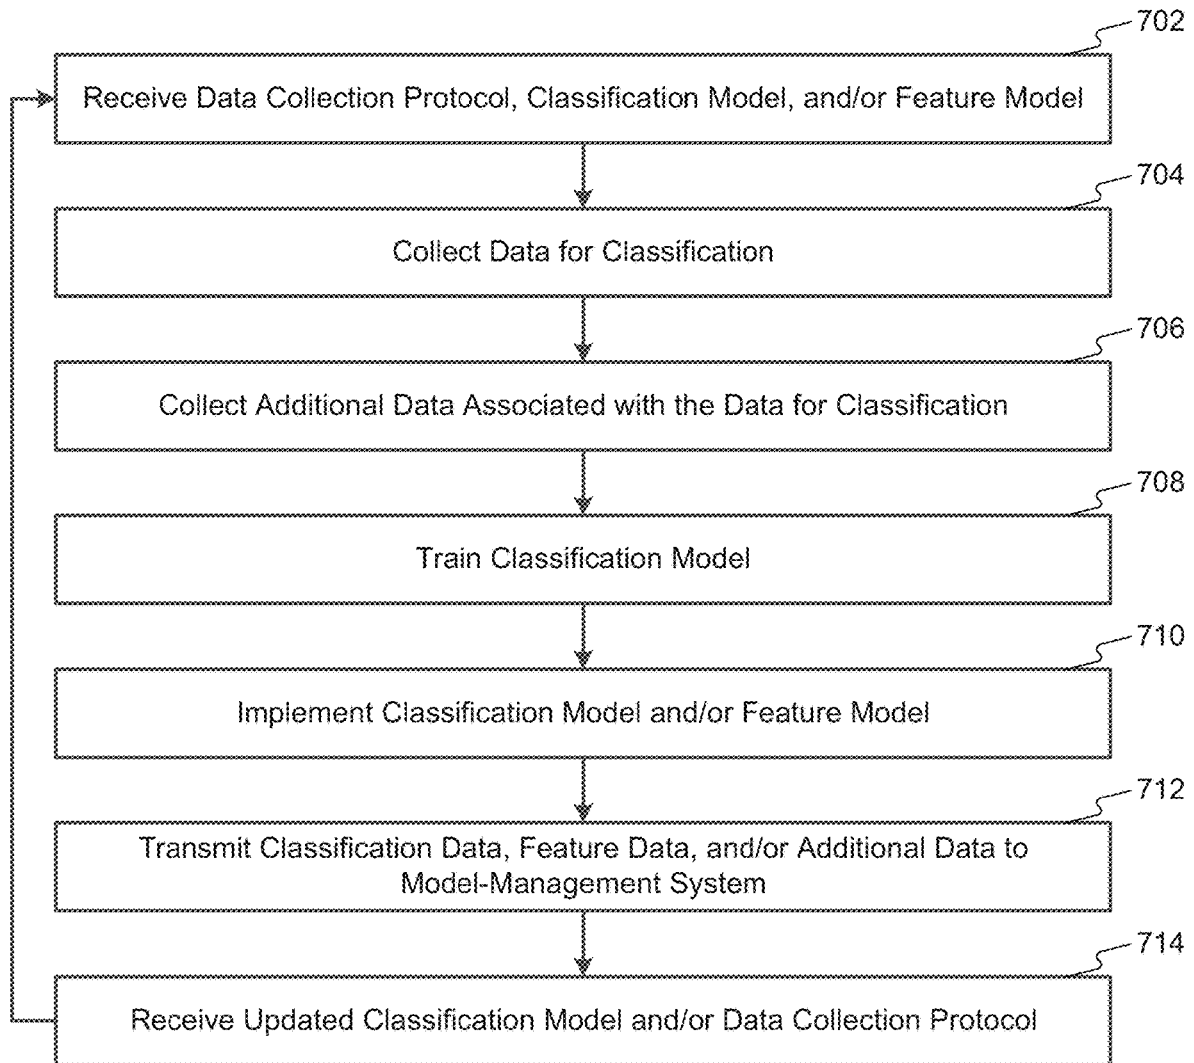 702
Receive Data Collection Protocol, Classification Model, and/or Feature Model
704
Collect Data for Classification
706
Collect Additional Data Associated with the Data for Classification
708
Train Classification Model
710
Implement Classification Model and/or Feature Model
712
Transmit Classification Data, Feature Data, and/or Additional Data to
Model-Management System
714
Receive Updated Classification Model and/or Data Collection Protocol